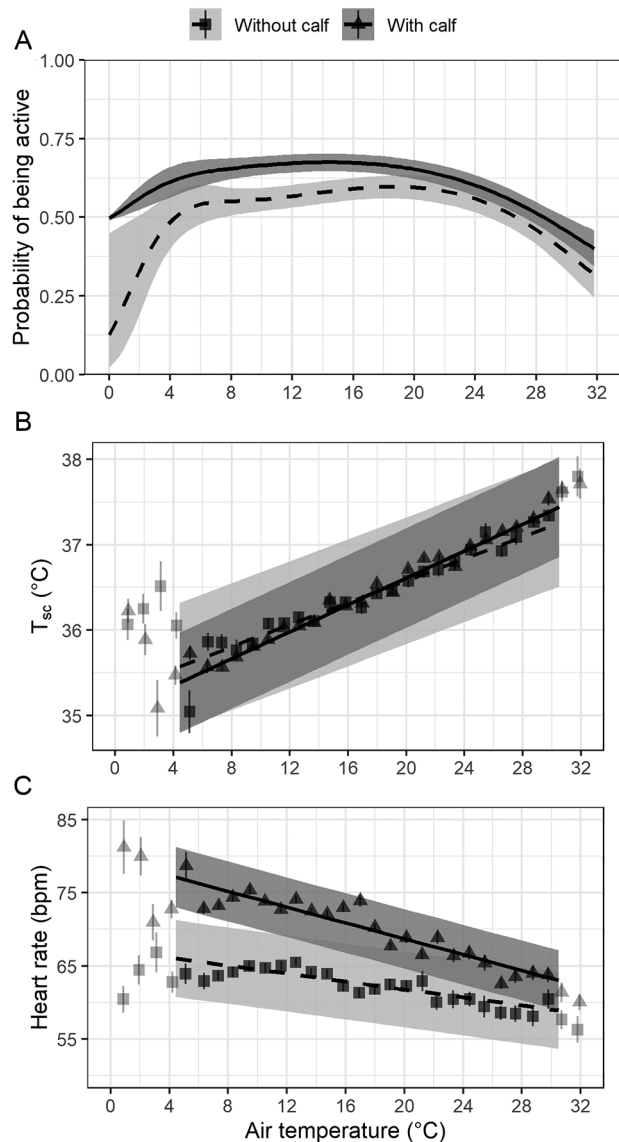 Without calf With calf
A
1.00
0.75
0.50
0.25
0.00
Probability of being active
0 4 8 12 16 20 24 28 32
B
38
37
36
35
Tsc (°C)
0 4 8 12 16 20 24 28 32
C
85
75
65
55
Heart rate (bpm)
0 4 8 12 16 20 24 28 32
Air temperature (°C)